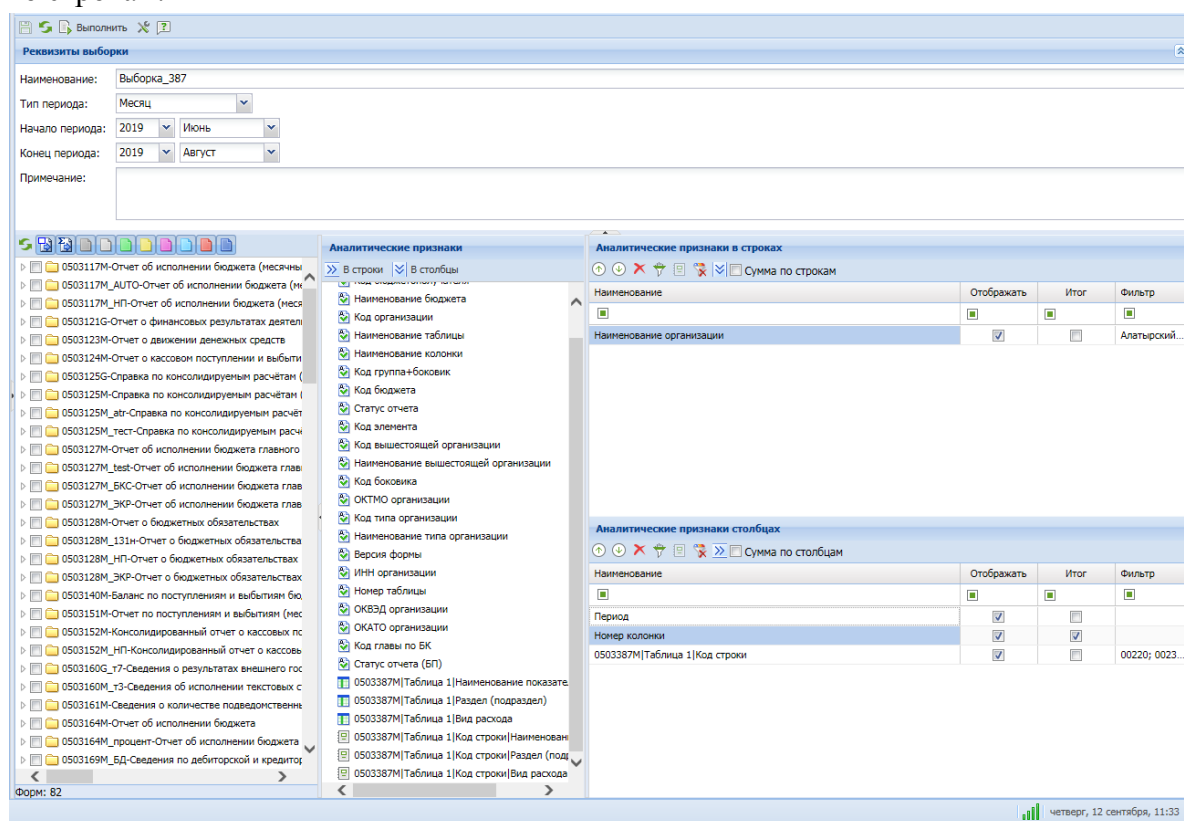 Выполнить
Реквизиты выборки
Наименование: Выборка_387
Тип периода: Месяц
Начало периода: 2019 Июнь
Конец периода: 2019 Август
Примечание:
0503117M-Отчет об исполнении бюджета (месячны
0503117M_AUTO-Отчет об исполнении бюджета (ме
0503117M_НП-Отчет об исполнении бюджета (меся
0503121G-Отчет о финансовых результатах деятел
0503123M-Отчет о движении денежных средств
0503124M-Отчет о кассовом поступлении и выбыти
0503125G-Справка по консолидируемым расчётам (
0503125M-Справка по консолидируемым расчётам (
0503125M_atr-Справка по консолидируемым расчёт
0503125M_тест-Справка по консолидируемым расчё
0503127M-Отчет об исполнении бюджета главного
0503127M_test-Отчет об исполнении бюджета глав
0503127M_БКС-Отчет об исполнении бюджета глав
0503127M_ЭКР-Отчет об исполнении бюджета глав
0503128M-Отчет о бюджетных обязательствах
0503128M_131н-Отчет о бюджетных обязательства
0503128M_НП-Отчет о бюджетных обязательствах
0503128M_ЭКР-Отчет о бюджетных обязательствах
0503140M-Баланс по поступлениям и выбытиям бю
0503151M-Отчет по поступлениям и выбытиям (мес
0503152M-Консолидированный отчет о кассовых по
0503152M_НП-Консолидированный отчет о кассовь
0503160G_т7-Сведения о результатах внешнего гос
0503160M_т3-Сведения об исполнении текстовых с
0503161M-Сведения о количестве подведомственн
0503164M-Отчет об исполнении бюджета
0503164M_процент-Отчет об исполнении бюджета
0503169M_БД-Сведения по дебиторской и кредитор
Форм: 82
Аналитические признаки
В строки В столбцы
Наименование бюджета
Код организации
Наименование таблицы
Наименование колонки
Код группа+боковик
Код бюджета
Статус отчета
Код элемента
Код вышестоящей организации
Наименование вышестоящей организации
Код боковика
ОКТМО организации
Код типа организации
Наименование типа организации
Версия формы
ИНН организации
Номер таблицы
ОКВЭД организации
ОКАТО организации
Код главы по БК
Статус отчета (БП)
0503387M|Таблица 1|Наименование показате
0503387M|Таблица 1|Раздел (подраздел)
0503387M|Таблица 1|Вид расхода
0503387M|Таблица 1|Код строки|Наименован
0503387M|Таблица 1|Код строки|Раздел (под
0503387M|Таблица 1|Код строки|Вид расхода
Аналитические признаки в строках
Сумма по строкам
Наименование Отображать Итог Фильтр
Наименование организации Алатырский...
Аналитические признаки столбцах
Сумма по столбцам
Наименование Отображать Итог Фильтр
Период
Номер колонки
0503387M|Таблица 1|Код строки 00220; 0023...
четверг, 12 сентября, 11:33